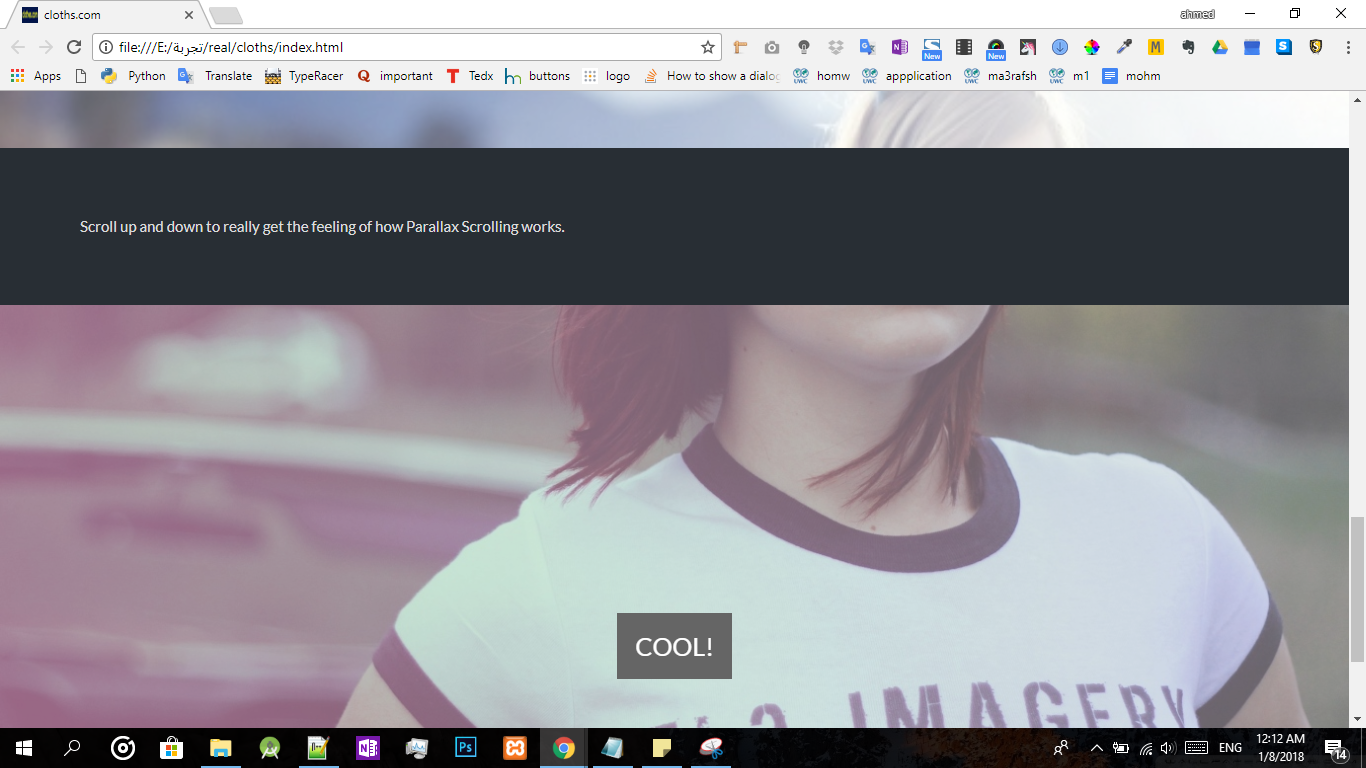 cloths.com
ahmed
file:///E:/تجربة/real/cloths/index.html
New
New
M
S
Apps
Python
Translate
TypeRacer
important
Tedx
buttons
logo
How to show a dialog
homw
appplication
ma3rafsh
m1
mohm
Scroll up and down to really get the feeling of how Parallax Scrolling works.
COOL!
IMAGERY
ENG
12:12 AM
1/8/2018
14